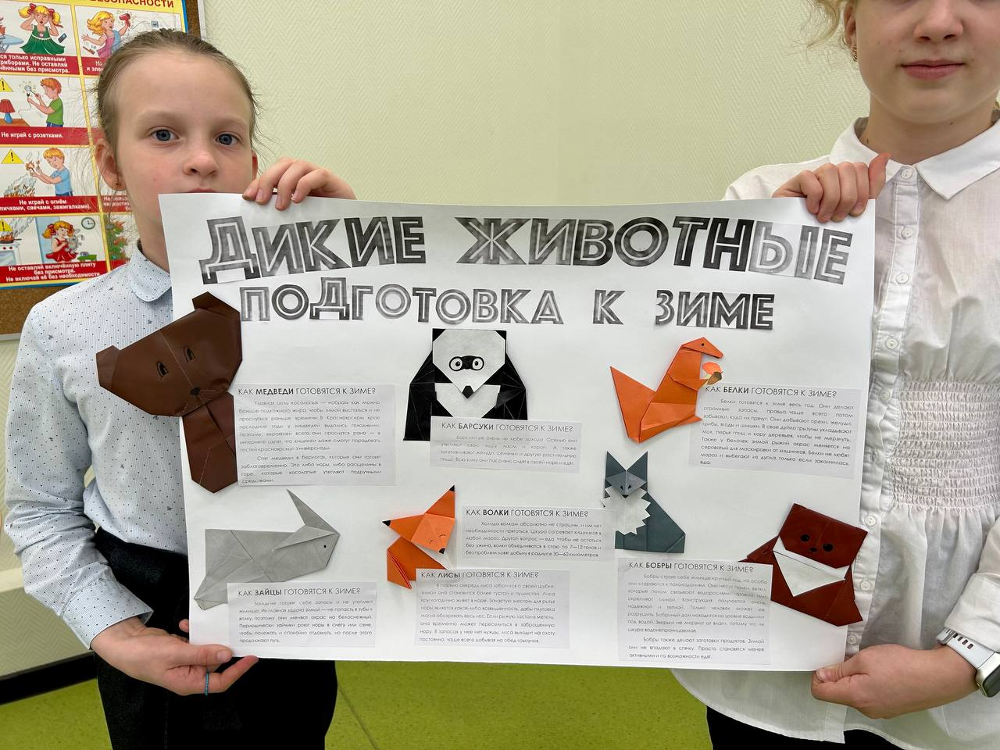 БЕЗОПАСНОСТИ
ся только исправными
приборами. Не оставляй
чёнными без присмотра.
Не играй с розетками.
Не играй с огнём
спичками, свечами, зажигалками).
Не оставляй включённую плиту
без присмотра.
Не включай её без необходимости
ДИКИЕ ЖИВОТНЫЕ
ПОДГОТОВКА К ЗИМЕ
КАК МЕДВЕДИ ГОТОВЯТСЯ К ЗИМЕ?
Главная цель косолапых — набрать как можно
больше подкожного жира, чтобы зимой выспаться и не
проснуться раньше времени. В Красноярском крае
последние годы у медведей выдались голодными,
поэтому, вероятней всего, они проснутся рано — в
интернете шутят, что хищники даже смогут порадовать
гостей красноярской Универсиады.
Спят медведи в берлогах, которые они готовят
заблаговременно. Это либо норы, либо расщелины в
горе, которые косолапые утепляют подручными
средствами.
КАК БАРСУКИ ГОТОВЯТСЯ К ЗИМЕ?
Барсуки уж очень не любят холода. Осенью они
утепляют свою нору мхом и корой. А также
заготавливают желуди, семечки и другую растительную
пищу. Всю зиму они пассивно сидят в своей норе и едят.
КАК БЕЛКИ ГОТОВЯТСЯ К ЗИМЕ?
Белки готовятся к зиме весь год. Они делают
огромные запасы, правда, чаще всего потом
забывают, куда их прячут. Они добывают орехи, желуди,
грибы, ягоды и шишки. В свое дупло грызуны укладывают
мох, перья птиц и кору деревьев, чтобы не мерзнуть.
Также у белочек зимой рыжий окрас меняется на
сероватый для маскировки от хищников. Белки не любят
мороз и выбегают из дупла, только если закончилась
еда.
КАК ВОЛКИ ГОТОВЯТСЯ К ЗИМЕ?
Холода волкам абсолютно не страшны, и им нет
необходимости прятаться. Шкура согревает хищников в
любой мороз. Другой вопрос — еда. Чтобы не остаться
без ужина, волки объединяются в стаю по 7—12 голов и
без проблем ловят добычу в радиусе 30—60 километров.
КАК ЗАЙЦЫ ГОТОВЯТСЯ К ЗИМЕ?
Зайцы не готовят себе запасы и не утепляют
жилища. Их главная задача зимой — не попасть в зубы к
волку, поэтому они меняют окрас на белоснежный.
Периодически зайчики роют норы в снегу или сене,
чтобы полежать и спокойно отдохнуть, но после этого
продолжают путь.
КАК ЛИСЫ ГОТОВЯТСЯ К ЗИМЕ?
В первую очередь лиса заботится о своей шубке:
зимой она становится более густой и пушистой. Лиса
круглогодично живет в норе. Зачастую местом для рытья
норы является какая-либо возвышенность, дабы плутовка
могла обозревать весь лес. Если рыжую застала метель,
она временно может переселиться в заброшенную
нору. В запасах у нее нет нужды, лиса выходит на охоту
постоянно, чаще всего добывая на обед грызунов.
КАК БОБРЫ ГОТОВЯТСЯ К ЗИМЕ?
Бобры строят себе жилище круглый год, но особо
они стараются к похолоданиям. Они несут палки, ветки,
которые потом связывают водорослями, травой или
скрепляют глиной. Конструкция получается очень
надежной и теплой. Только человек может ее
разрушить. Бобриный дом находится на уровне воды или
под водой. Зверьки не мерзнут от влаги, потому что их
шкура водонепроницаемая.
Бобры также делают заготовки продуктов. Зимой
они не впадают в спячку. Просто становятся менее
активными и по возможности едят.